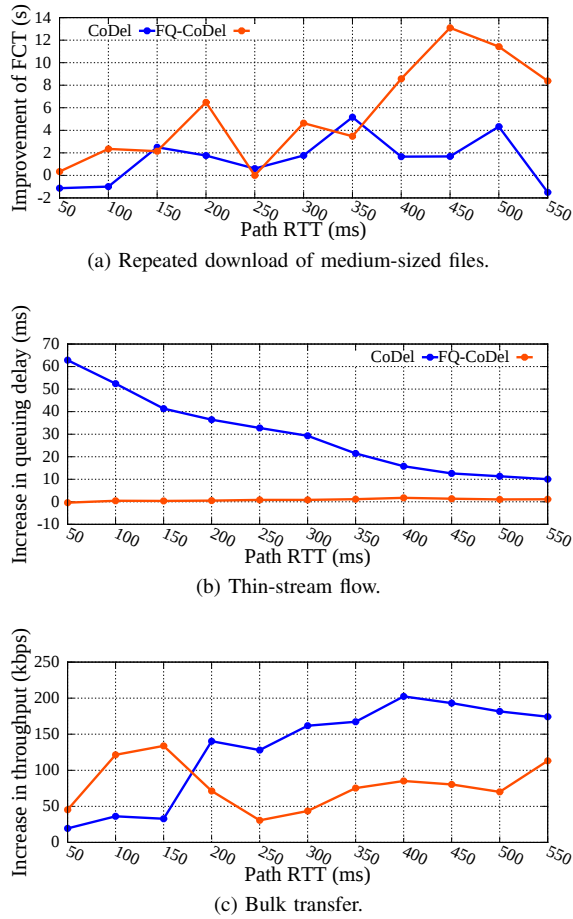 Improvement of FCT (s)
14
12
10
8
6
4
2
0
-2
CoDel FQ-CoDel
50 100 150 200 250 300 350 400 450 500 550
Path RTT (ms)
(a) Repeated download of medium-sized files.
Increase in queuing delay (ms)
70
60
50
40
30
20
10
0
-10
CoDel FQ-CoDel
50 100 150 200 250 300 350 400 450 500 550
Path RTT (ms)
(b) Thin-stream flow.
Increase in throughput (kbps)
250
200
150
100
50
0
50 100 150 200 250 300 350 400 450 500 550
Path RTT (ms)
(c) Bulk transfer.